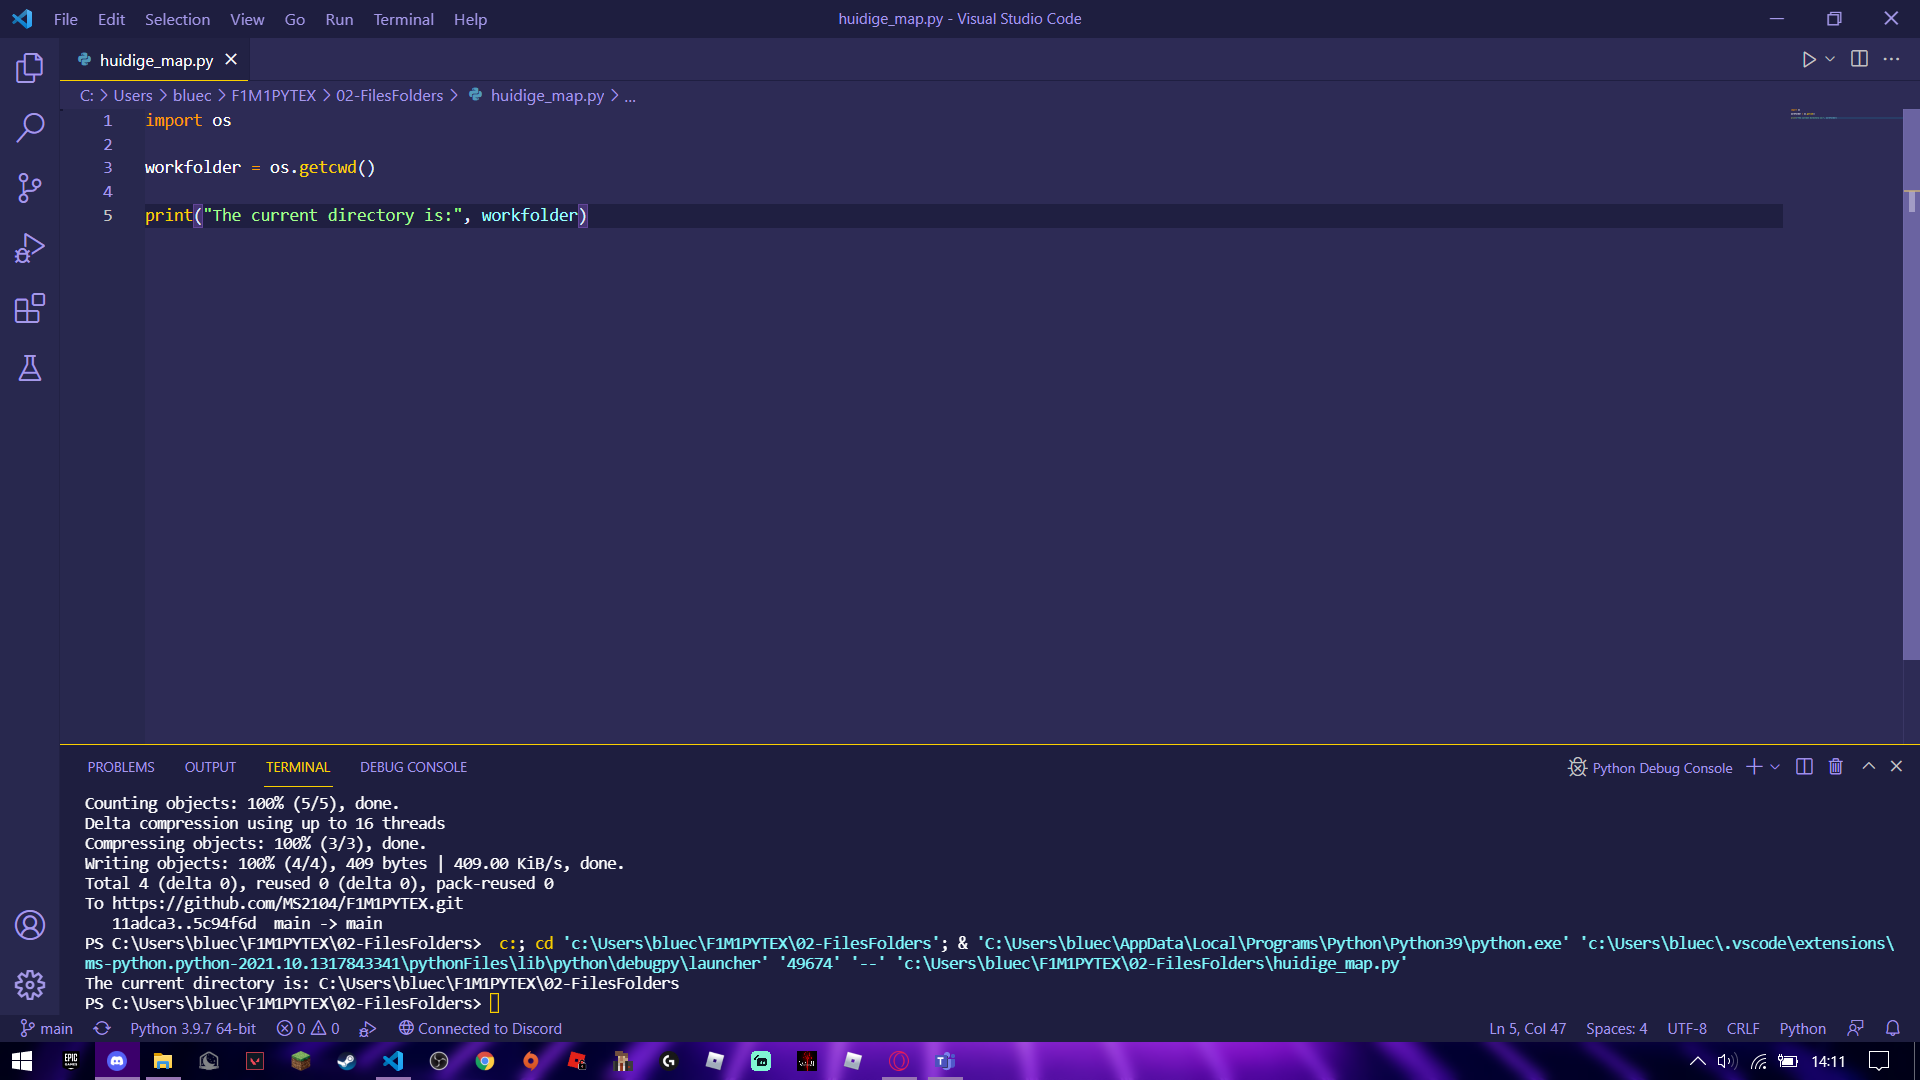 File Edit Selection View Go Run Terminal Help
huidige_map.py - Visual Studio Code
huidige_map.py
C: > Users > bluec > F1M1PYTEX > 02-FilesFolders > huidige_map.py > ...
1 import os
2
3 workfolder = os.getcwd()
4
5 print("The current directory is:", workfolder)
PROBLEMS OUTPUT TERMINAL DEBUG CONSOLE
Python Debug Console
Counting objects: 100% (5/5), done.
Delta compression using up to 16 threads
Compressing objects: 100% (3/3), done.
Writing objects: 100% (4/4), 409 bytes | 409.00 KiB/s, done.
Total 4 (delta 0), reused 0 (delta 0), pack-reused 0
To https://github.com/MS2104/F1M1PYTEX.git
11adca3..5c94f6d  main -> main
PS C:\Users\bluec\F1M1PYTEX\02-FilesFolders>  c:; cd 'c:\Users\bluec\F1M1PYTEX\02-FilesFolders'; & 'C:\Users\bluec\AppData\Local\Programs\Python\Python39\python.exe' 'c:\Users\bluec\.vscode\extensions\
ms-python.python-2021.10.1317843341\pythonFiles\lib\python\debugpy\launcher' '49674' '--' 'c:\Users\bluec\F1M1PYTEX\02-FilesFolders\huidige_map.py'
The current directory is: C:\Users\bluec\F1M1PYTEX\02-FilesFolders
PS C:\Users\bluec\F1M1PYTEX\02-FilesFolders>
main Python 3.9.7 64-bit 0 0 Connected to Discord
Ln 5, Col 47 Spaces: 4 UTF-8 CRLF Python
EPIC GAMES
14:11